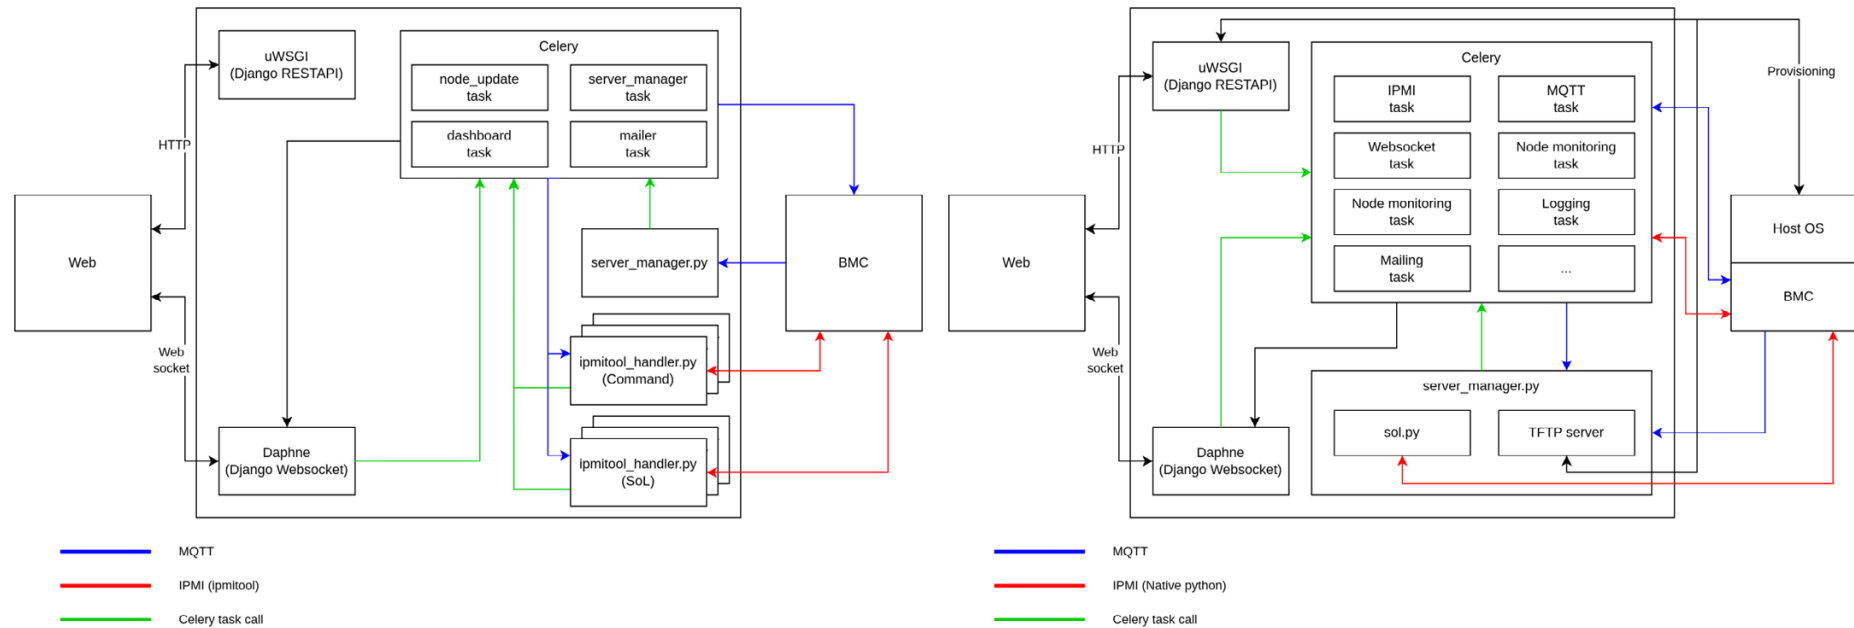 uWSGI
(Django RESTAPI)
Celery
node_update
task
server_manager
task
dashboard
task
mailer
task
HTTP
Web
server_manager.py
BMC
Web
socket
ipmitool_handler.py
(Command)
Daphne
(Django Websocket)
ipmitool_handler.py
(SoL)
MQTT
IPMI (ipmitool)
Celery task call
uWSGI
(Django RESTAPI)
Celery
IPMI
task
MQTT
task
Websocket
task
Node monitoring
task
Node monitoring
task
Logging
task
Mailing
task
...
Provisioning
HTTP
Web
Host OS
BMC
Web
socket
server_manager.py
sol.py
TFTP server
Daphne
(Django Websocket)
MQTT
IPMI (Native python)
Celery task call